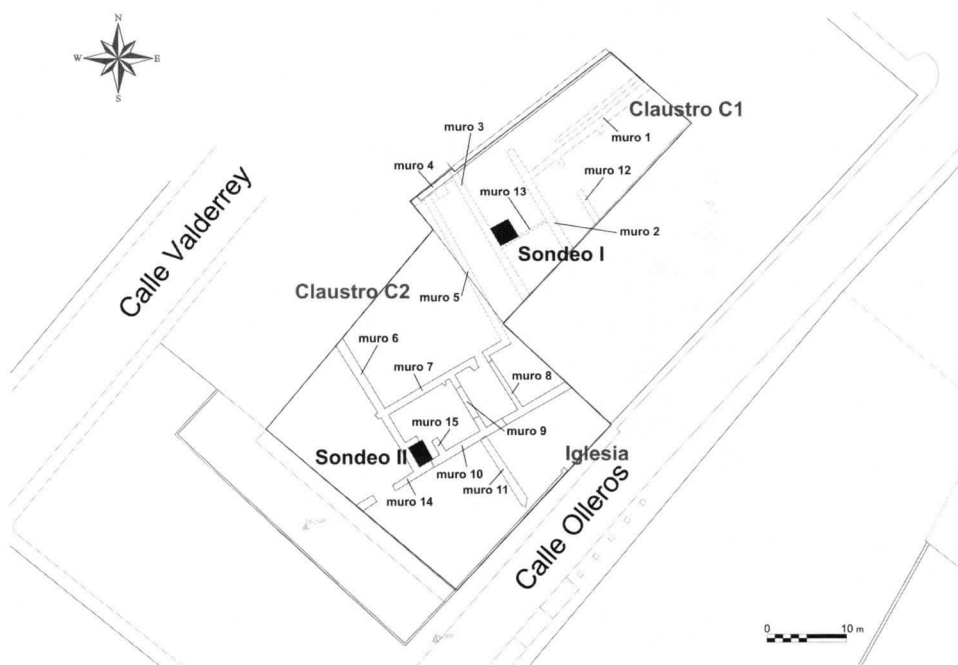 N
W
E
S
Claustro C1
muro 3
muro 1
muro 4
muro 12
muro 13
Calle Valderrey
muro 2
Sondeo I
Claustro C2
muro 5
muro 6
muro 7
muro 8
muro 15
muro 9
Sondeo II
Iglesia
muro 10
muro 14
muro 11
Calle Olleros
0
10 m